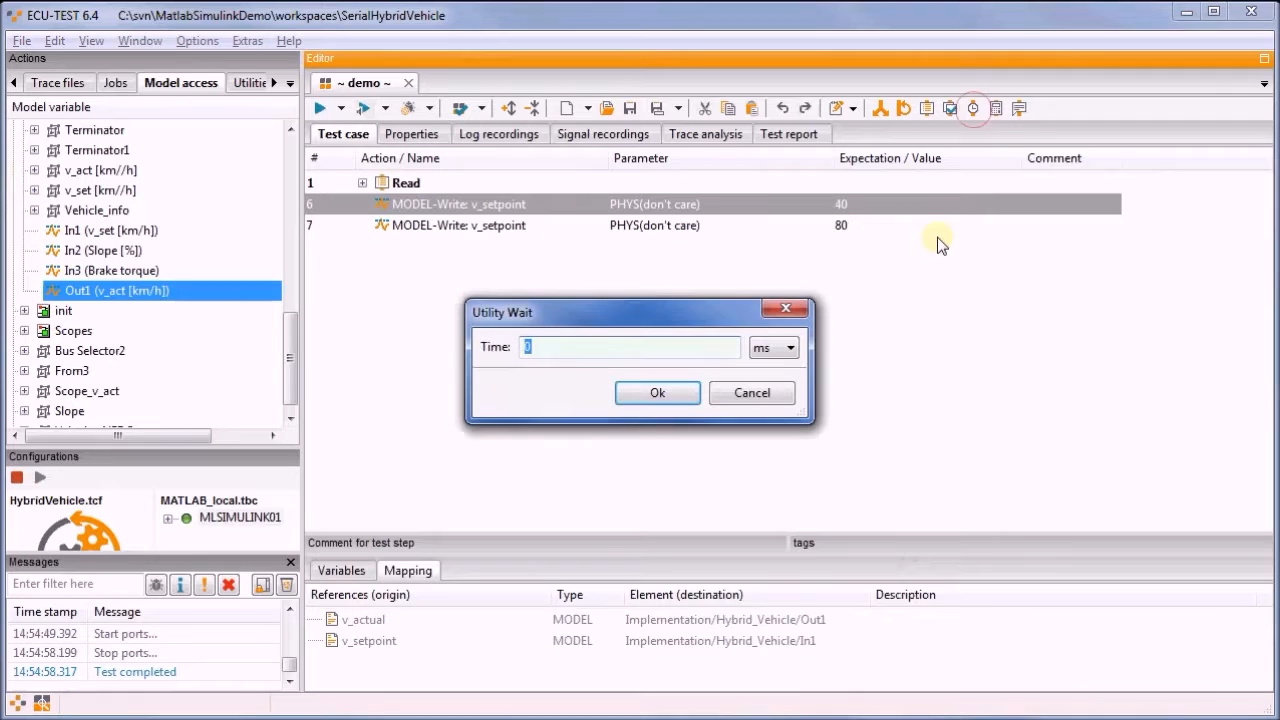 ECU-TEST 6.4 C:\svn\MatlabSimulinkDemo\workspaces\SerialHybridVehicle
File Edit View Window Options Extras Help
Actions
Trace files Jobs Model access Utilitie
Model variable
Terminator
Terminator1
v_act [km//h]
v_set [km//h]
Vehicle_info
In1 (v_set [km/h])
In2 (Slope [%])
In3 (Brake torque)
Out1 (v_act [km/h])
init
Scopes
Bus Selector2
From3
Scope_v_act
Slope
Configurations
HybridVehicle.tcf MATLAB_local.tbc
MLSIMULINK01
Messages
Enter filter here
Time stamp Message
14:54:49.392 Start ports...
14:54:58.199 Stop ports...
14:54:58.317 Test completed
Editor
~ demo ~
Test case Properties Log recordings Signal recordings Trace analysis Test report
# Action / Name Parameter Expectation / Value Comment
1 Read
6 MODEL-Write: v_setpoint PHYS(don't care) 40
7 MODEL-Write: v_setpoint PHYS(don't care) 80
Utility Wait
Time: 0 ms
Ok Cancel
Comment for test step tags
Variables Mapping
References (origin) Type Element (destination) Description
v_actual MODEL Implementation/Hybrid_Vehicle/Out1
v_setpoint MODEL Implementation/Hybrid_Vehicle/In1